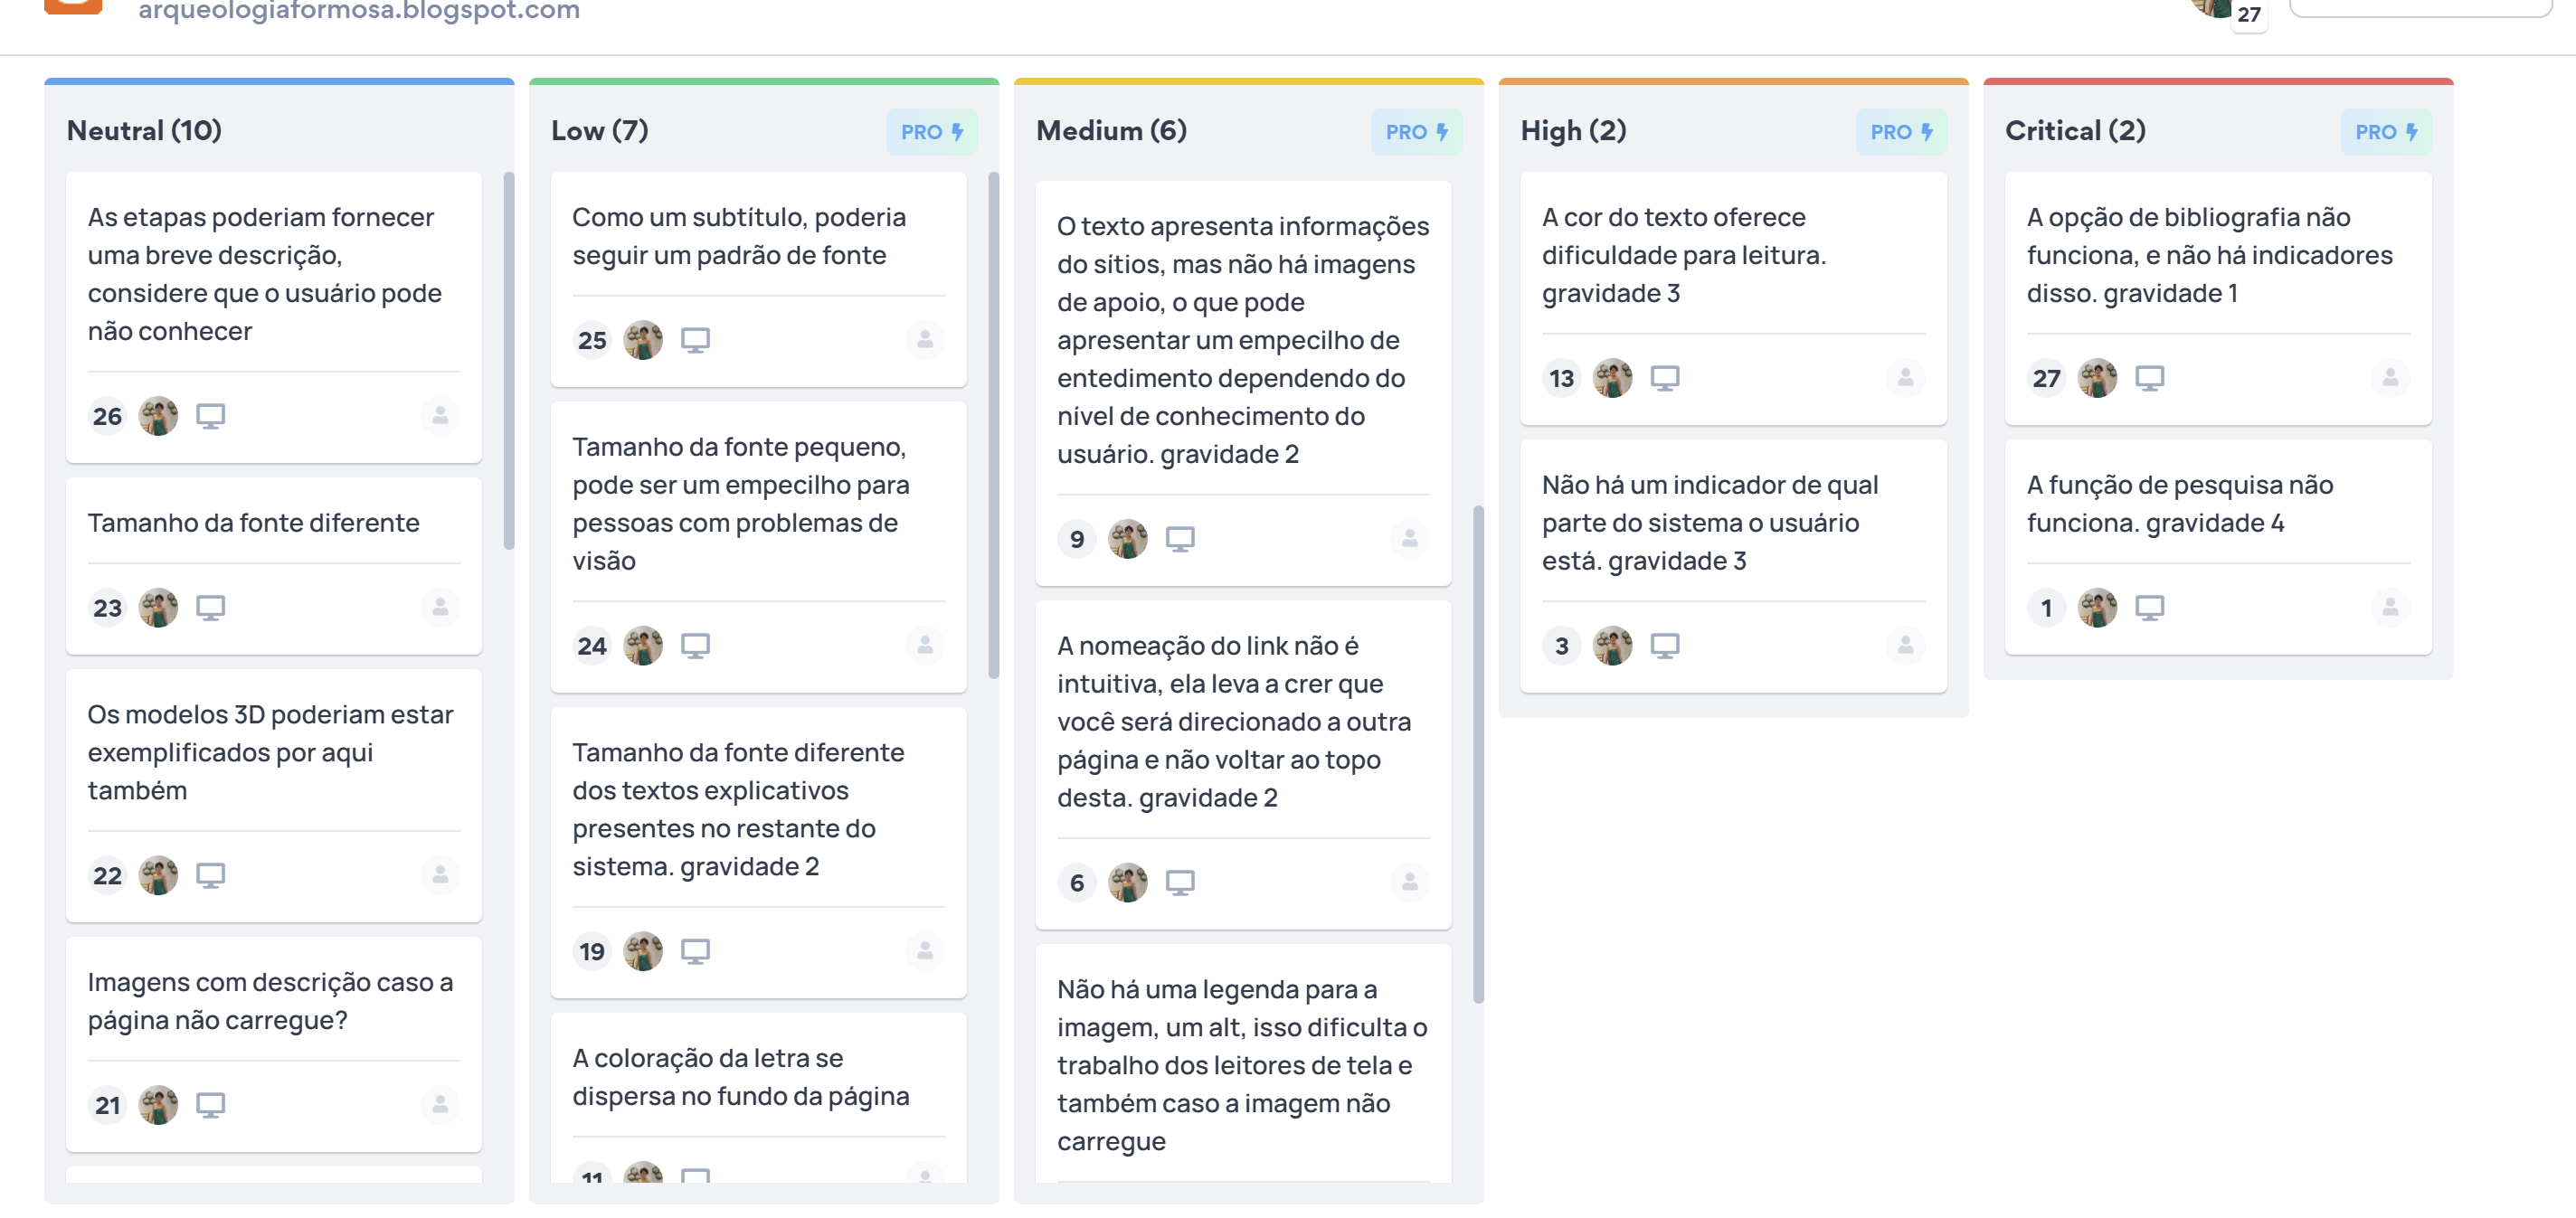 arqueologiaformosa.blogspot.com
27
Neutral (10)
As etapas poderiam fornecer
uma breve descrição,
considere que o usuário pode
não conhecer
26
Tamanho da fonte diferente
23
Os modelos 3D poderiam estar
exemplificados por aqui
também
22
Imagens com descrição caso a
página não carregue?
21
Low (7)
PRO
Como um subtítulo, poderia
seguir um padrão de fonte
25
Tamanho da fonte pequeno,
pode ser um empecilho para
pessoas com problemas de
visão
24
Tamanho da fonte diferente
dos textos explicativos
presentes no restante do
sistema. gravidade 2
19
A coloração da letra se
dispersa no fundo da página
11
Medium (6)
PRO
O texto apresenta informações
do sítios, mas não há imagens
de apoio, o que pode
apresentar um empecilho de
entedimento dependendo do
nível de conhecimento do
usuário. gravidade 2
9
A nomeação do link não é
intuitiva, ela leva a crer que
você será direcionado a outra
página e não voltar ao topo
desta. gravidade 2
6
Não há uma legenda para a
imagem, um alt, isso dificulta o
trabalho dos leitores de tela e
também caso a imagem não
carregue
High (2)
PRO
A cor do texto oferece
dificuldade para leitura.
gravidade 3
13
Não há um indicador de qual
parte do sistema o usuário
está. gravidade 3
3
Critical (2)
PRO
A opção de bibliografia não
funciona, e não há indicadores
disso. gravidade 1
27
A função de pesquisa não
funciona. gravidade 4
1